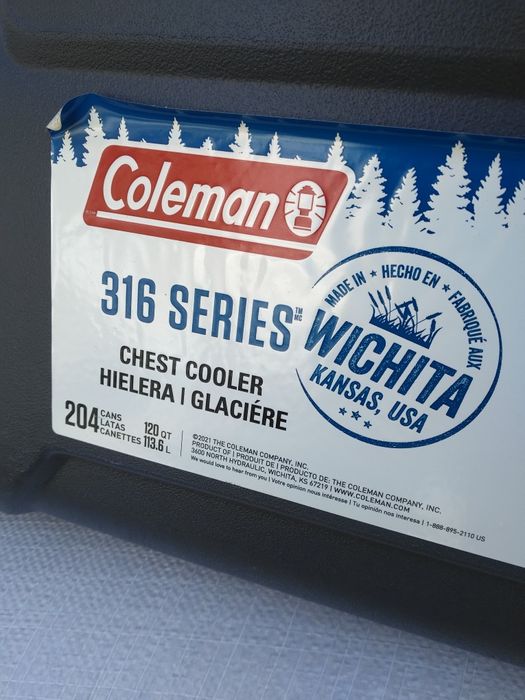 Coleman
316 SERIES™ MC
MADE IN ★ HECHO EN ★ FABRIQUÉ AUX
WICHITA
KANSAS, USA
★ ★ ★
CHEST COOLER
HIELERA | GLACIÉRE
204 CANS
LATAS
CANETTES
120 QT
113.6 L
©2021 THE COLEMAN COMPANY, INC.
PRODUCT OF | PRODUIT DE | PRODUCTO DE: THE COLEMAN COMPANY, INC.
3600 NORTH HYDRAULIC, WICHITA, KS 67219 | WWW.COLEMAN.COM
We would love to hear from you | Votre opinion nous intéresse | Tu opinión nos interesa | 1-888-895-2110 US